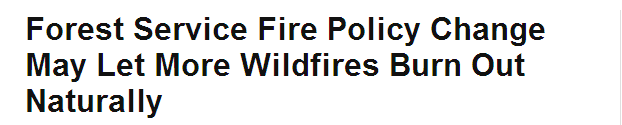 Forest Service Fire Policy Change
May Let More Wildfires Burn Out
Naturally